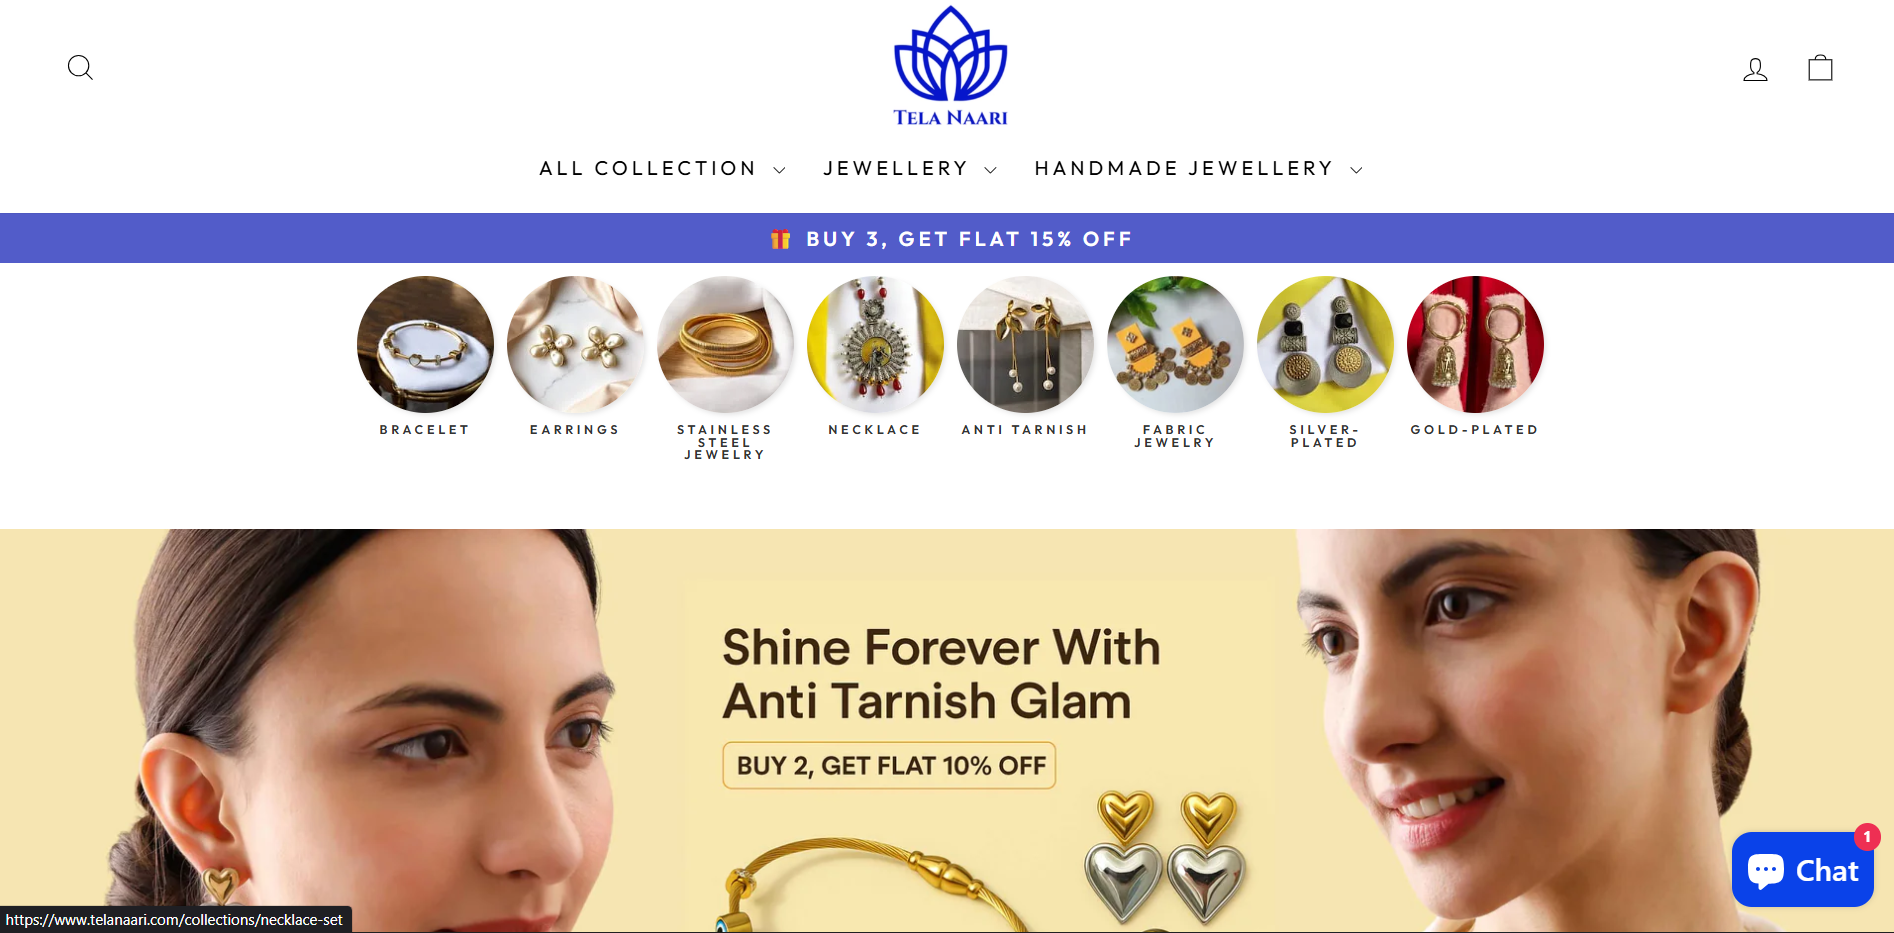 TELA NAARI
ALL COLLECTION
JEWELLERY
HANDMADE JEWELLERY
BUY 3, GET FLAT 15% OFF
BRACELET
EARRINGS
STAINLESS
STEEL
JEWELRY
NECKLACE
ANTI TARNISH
FABRIC
JEWELRY
SILVER-
PLATED
GOLD-PLATED
Shine Forever With
Anti Tarnish Glam
BUY 2, GET FLAT 10% OFF
1
Chat
https://www.telanaari.com/collections/necklace-set